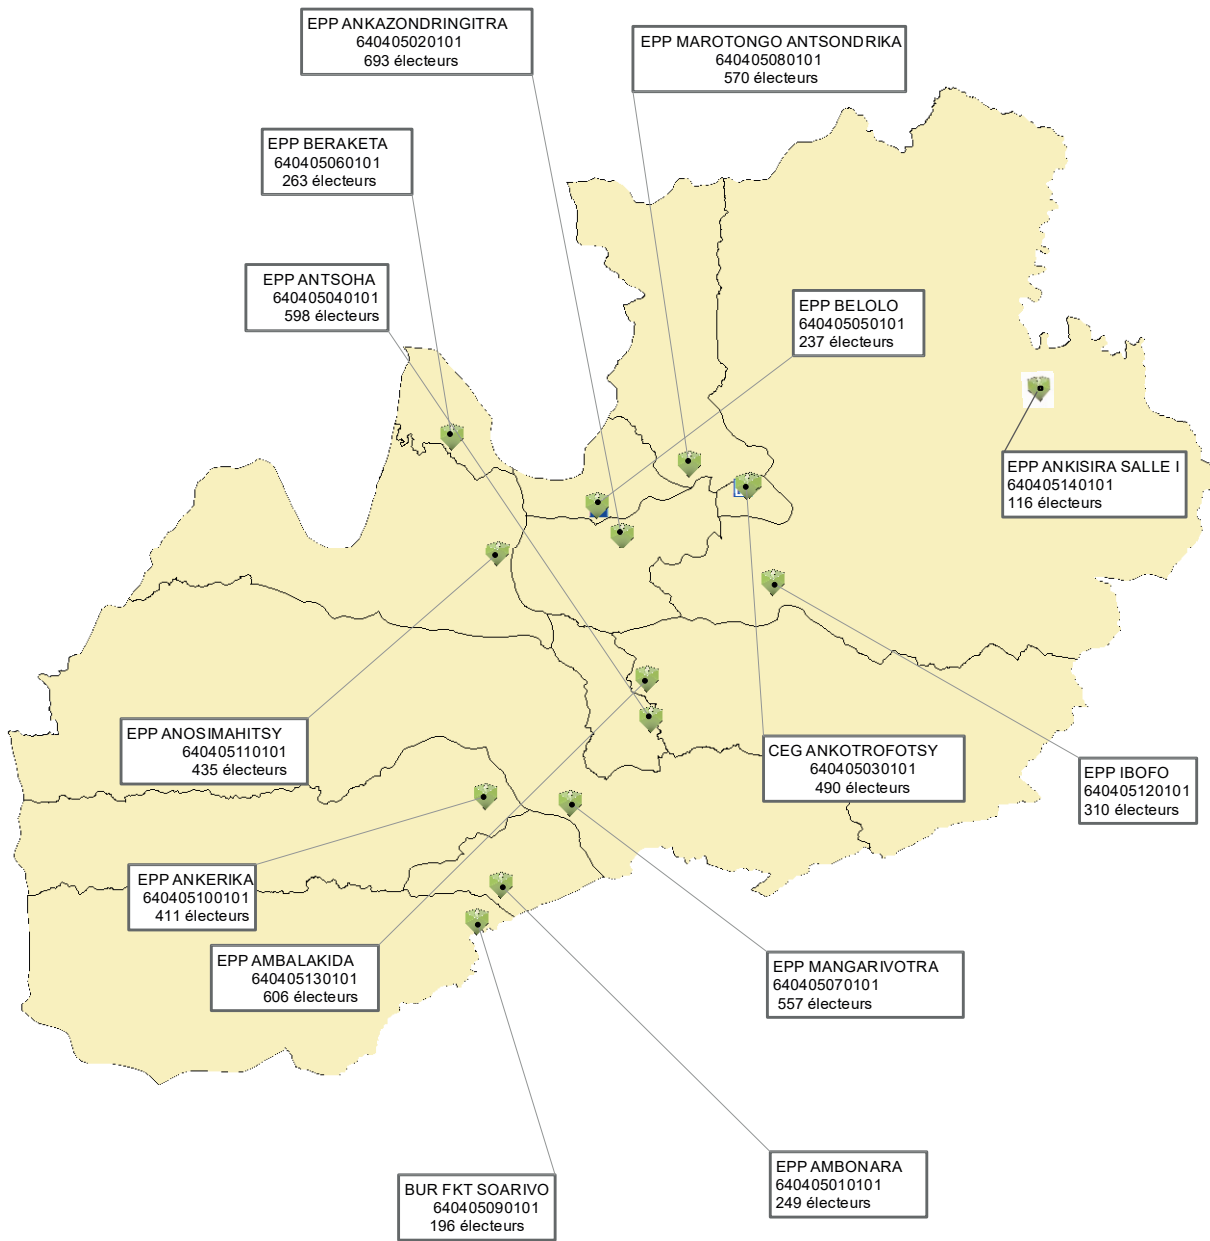 EPP ANKAZONDRINGITRA
640405020101
693 électeurs
EPP MAROTONGO ANTSONDRIKA
640405080101
570 électeurs
EPP BERAKETA
640405060101
263 électeurs
EPP ANTSOHA
640405040101
598 électeurs
EPP BELOLO
640405050101
237 électeurs
EPP ANKISIRA SALLE I
640405140101
116 électeurs
EPP ANOSIMAHITSY
640405110101
435 électeurs
CEG ANKOTROFOTSY
640405030101
490 électeurs
EPP IBOFO
640405120101
310 électeurs
EPP ANKERIKA
640405100101
411 électeurs
EPP AMBALAKIDA
640405130101
606 électeurs
EPP MANGARIVOTRA
640405070101
557 électeurs
EPP AMBONARA
640405010101
249 électeurs
BUR FKT SOARIVO
640405090101
196 électeurs